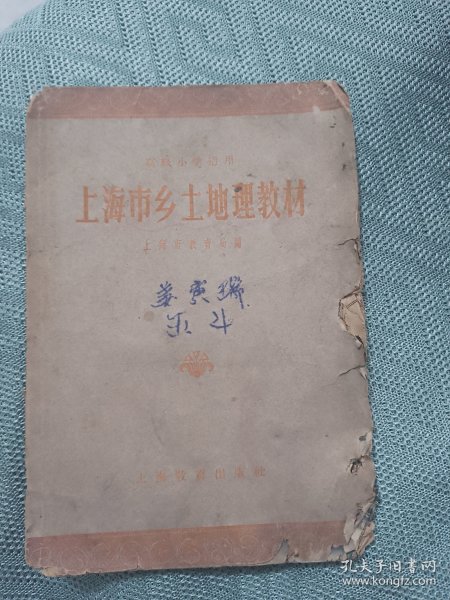 高级小学适用
上海市乡土地理教材
上海市教育局编
上海教育出版社
孔夫子旧书网
www.kongfz.com